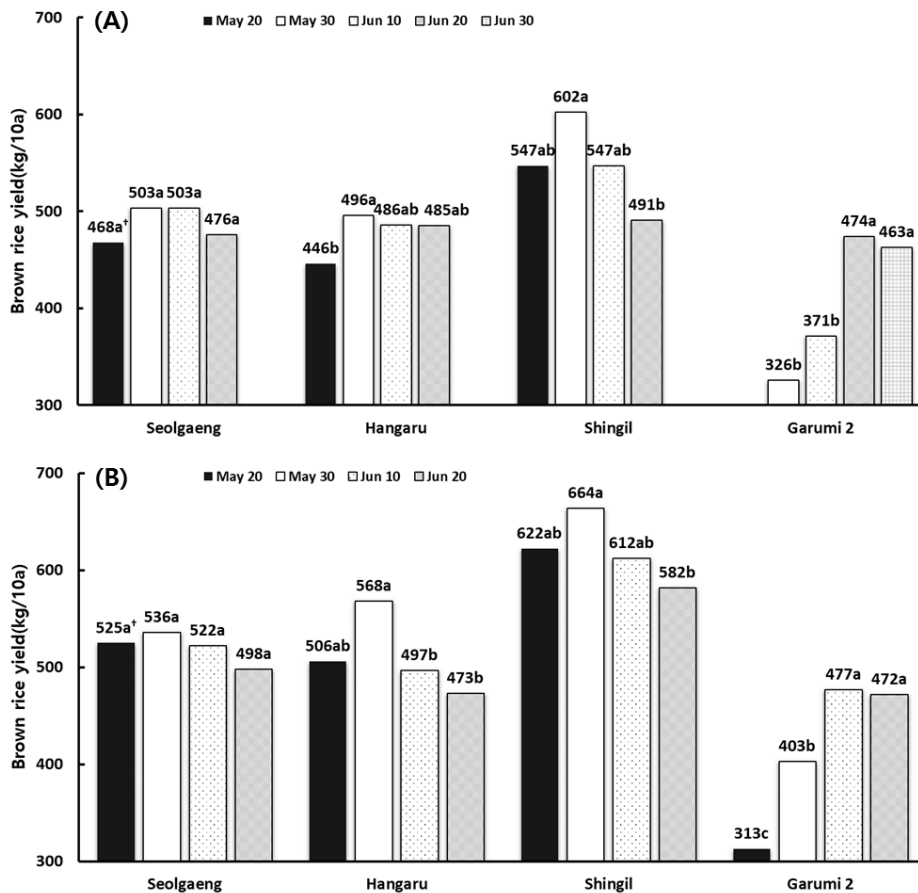 (A)
■ May 20 □ May 30 □ Jun 10 □ Jun 20 □ Jun 30
Brown rice yield(kg/10a)
700
600
500
400
300
468a† 503a 503a 476a
446b 496a 486ab 485ab
547ab 602a 547ab 491b
326b 371b 474a 463a
Seolgaeng Hangaru Shingil Garumi 2
(B)
■ May 20 □ May 30 □ Jun 10 □ Jun 20
Brown rice yield(kg/10a)
700
600
500
400
300
525a† 536a 522a 498a
506ab 568a 497b 473b
622ab 664a 612ab 582b
313c 403b 477a 472a
Seolgaeng Hangaru Shingil Garumi 2